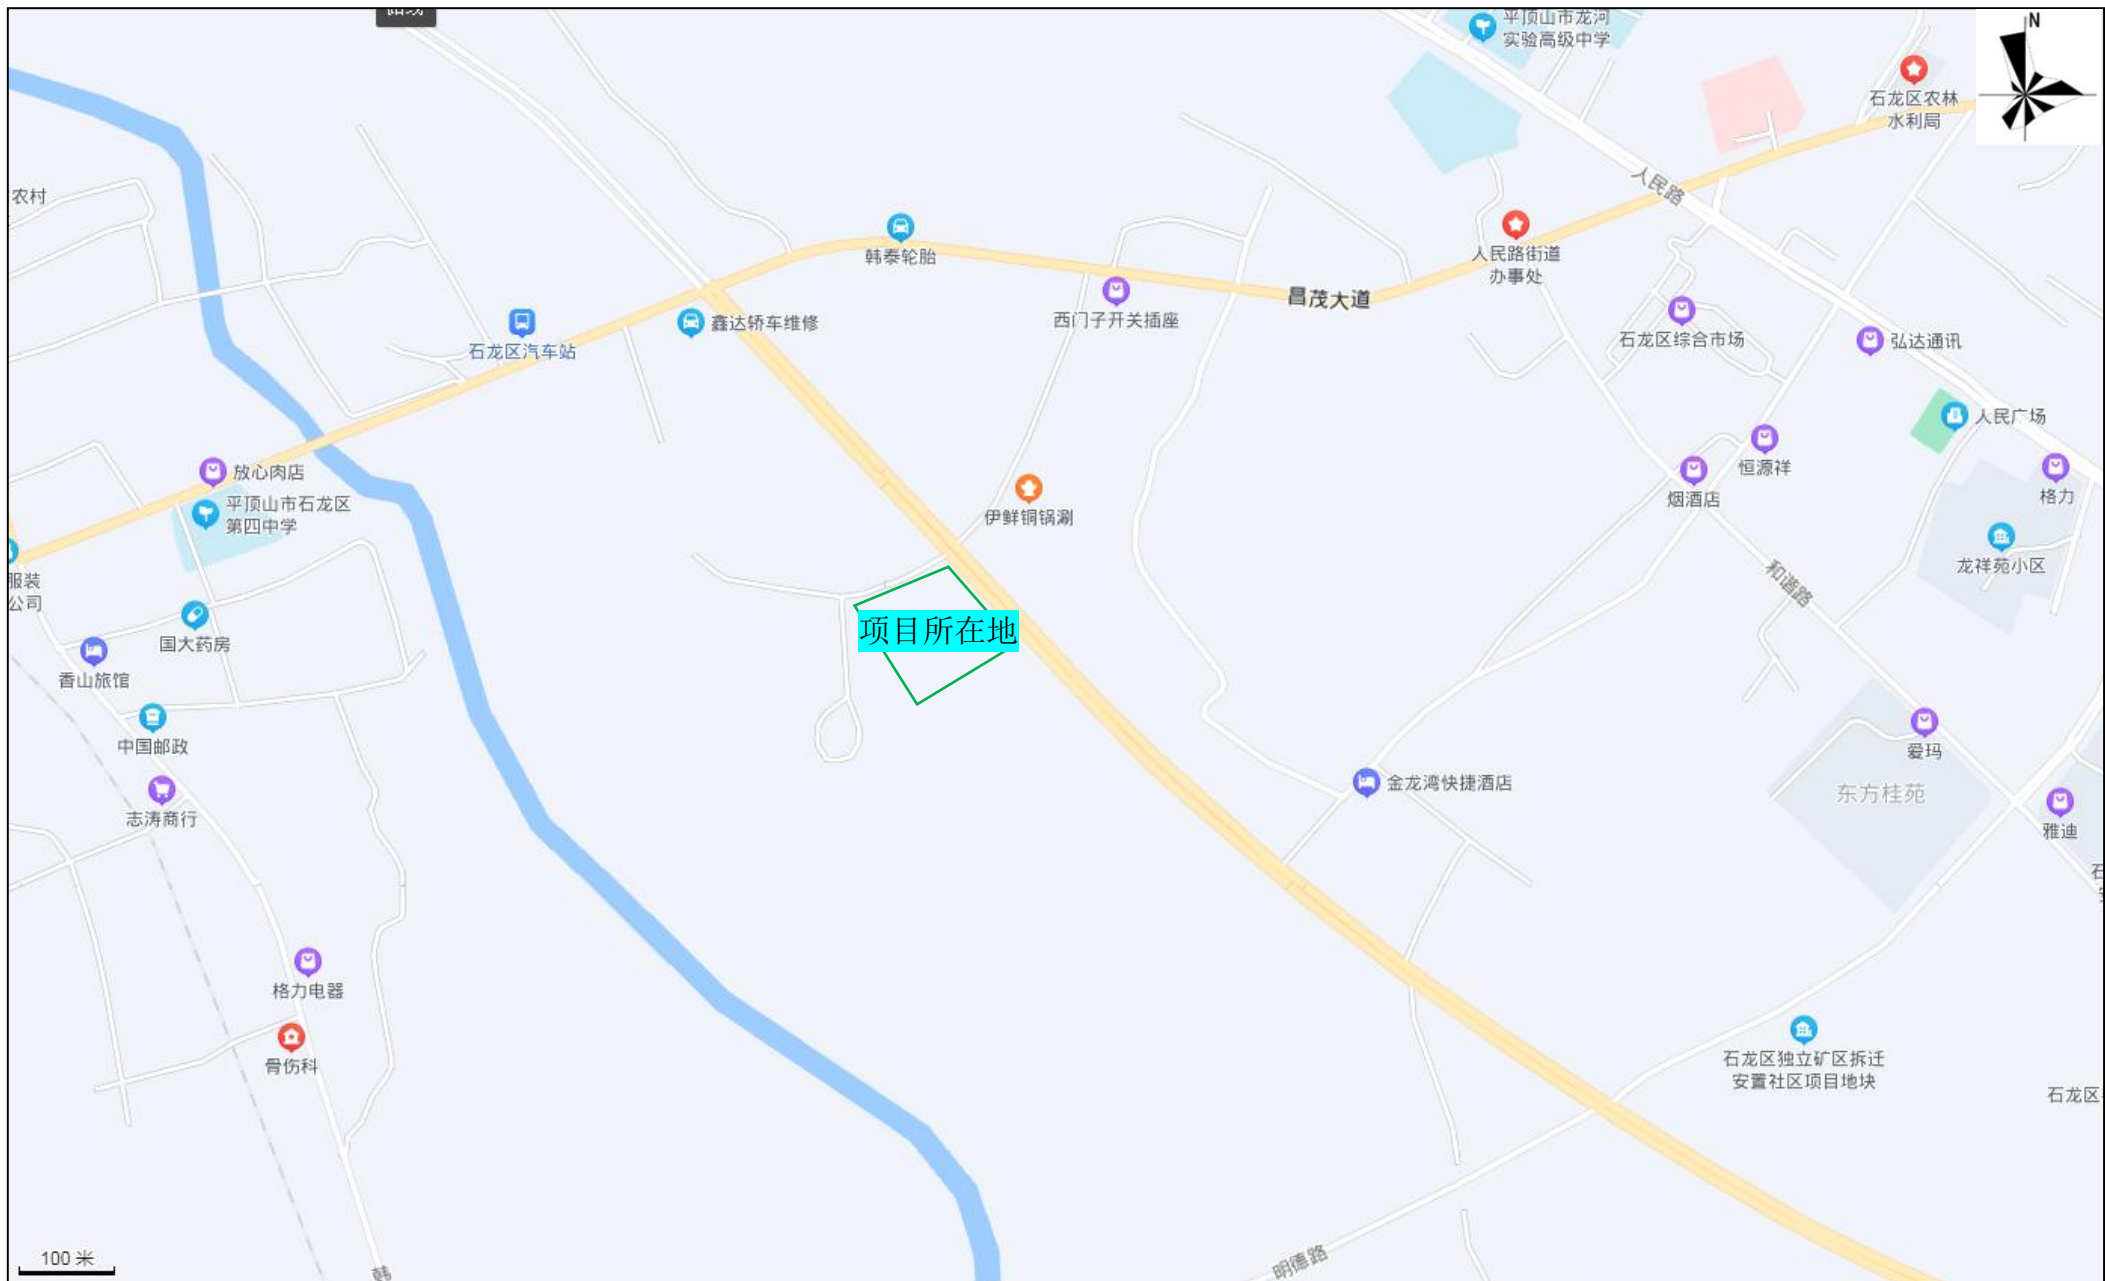 平顶山市龙河
实验高级中学
N
石龙区农林
水利局
人民路
农村
韩泰轮胎
人民路街道
办事处
昌茂大道
西门子开关插座
鑫达轿车维修
石龙区汽车站
石龙区综合市场
弘达通讯
人民广场
恒源祥
格力
烟酒店
放心肉店
平顶山市石龙区
第四中学
伊鲜铜锅涮
龙祥苑小区
和谐路
服装
公司
项目所在地
国大药房
香山旅馆
中国邮政
爱玛
金龙湾快捷酒店
东方桂苑
志涛商行
雅迪
石
格力电器
骨伤科
石龙区独立矿区拆迁
安置社区项目地块
石龙区
明德路
100 米
韩